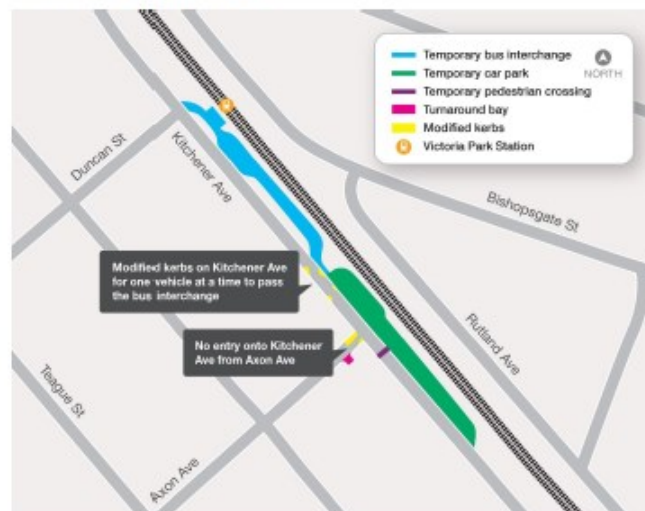 Temporary bus interchange
NORTH
Temporary car park
Temporary pedestrian crossing
Turnaround bay
Modified kerbs
Victoria Park Station
Duncan St
Kitchener Ave
Bishopsgate St
Modified kerbs on Kitchener Ave
for one vehicle at a time to pass
the bus interchange
Rutland Ave
No entry onto Kitchener
Ave from Axon Ave
Teague St
Axon Ave